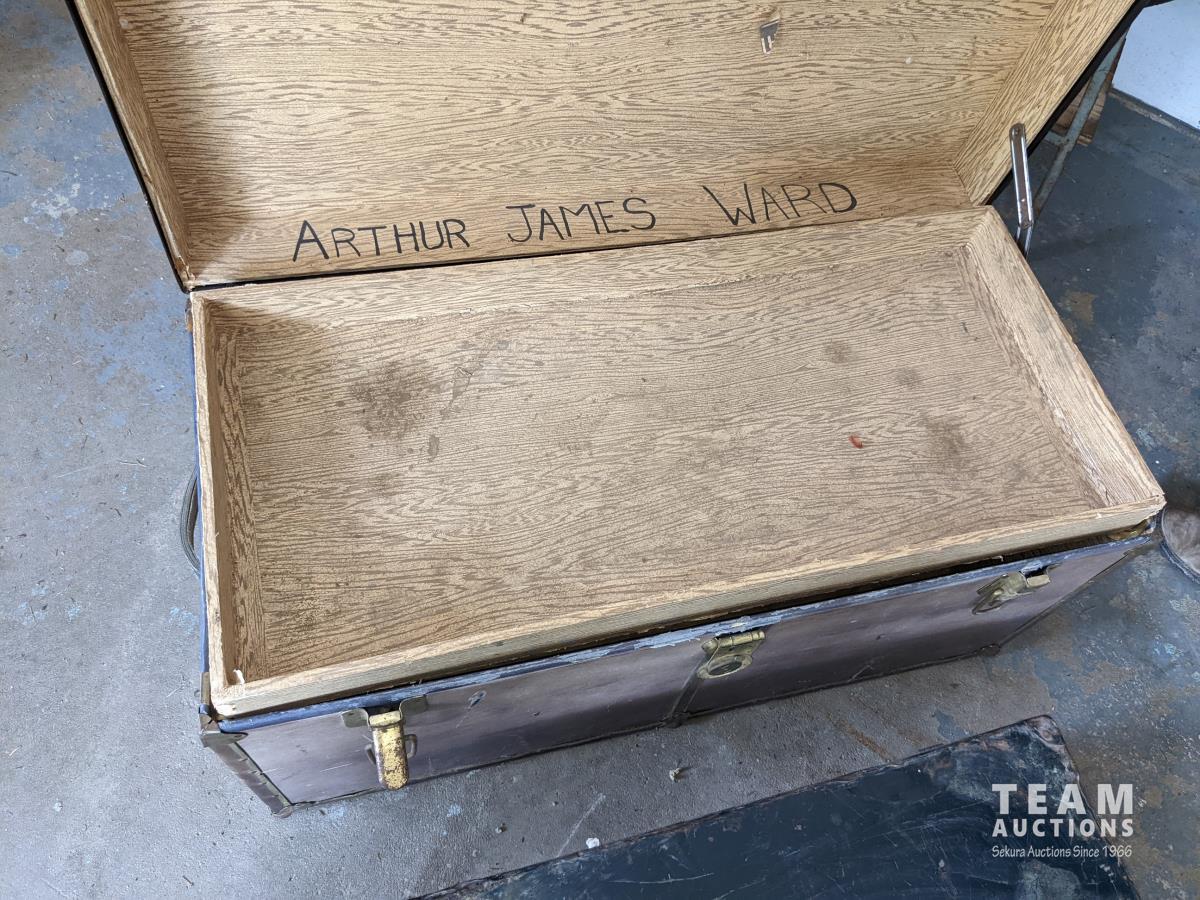 ARTHUR JAMES WARD
TEAM
AUCTIONS
Sekura Auctions Since 1966